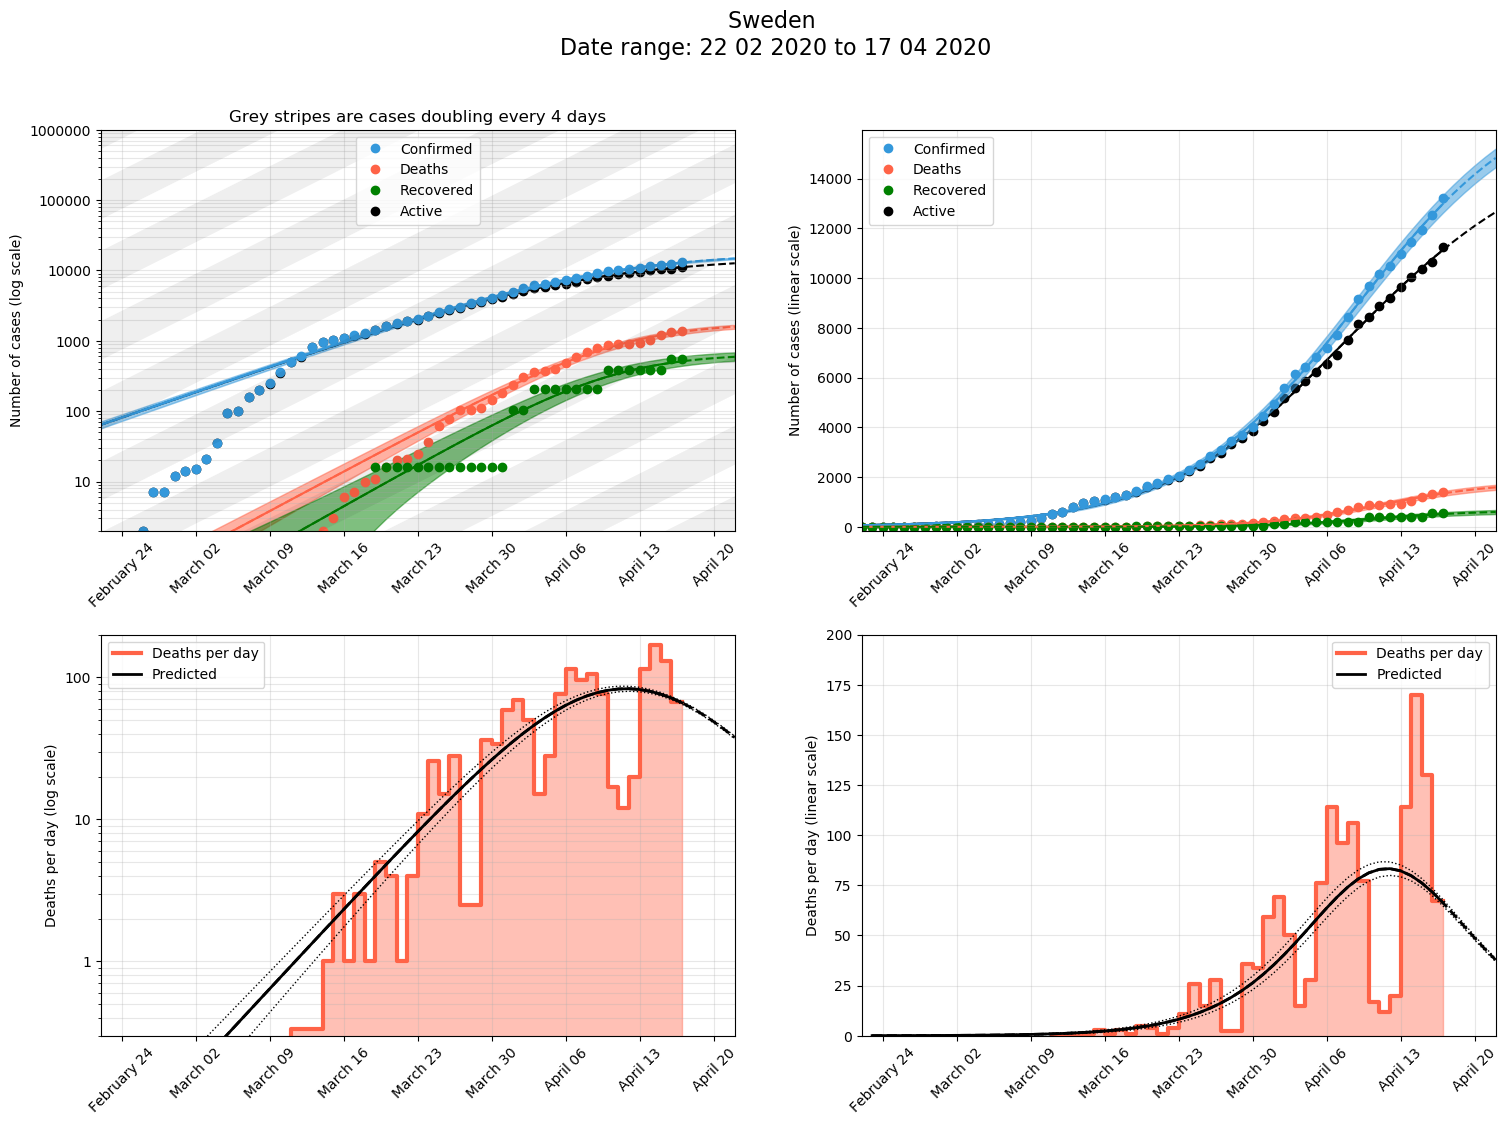 Sweden
Date range: 22 02 2020 to 17 04 2020
Grey stripes are cases doubling every 4 days
Number of cases (log scale)
1000000
100000
10000
1000
100
10
Confirmed
Deaths
Recovered
Active
February 24
March 02
March 09
March 16
March 23
March 30
April 06
April 13
April 20
Number of cases (linear scale)
14000
12000
10000
8000
6000
4000
2000
0
Confirmed
Deaths
Recovered
Active
February 24
March 02
March 09
March 16
March 23
March 30
April 06
April 13
April 20
Deaths per day (log scale)
100
10
1
Deaths per day
Predicted
February 24
March 02
March 09
March 16
March 23
March 30
April 06
April 13
April 20
Deaths per day (linear scale)
200
175
150
125
100
75
50
25
0
Deaths per day
Predicted
February 24
March 02
March 09
March 16
March 23
March 30
April 06
April 13
April 20